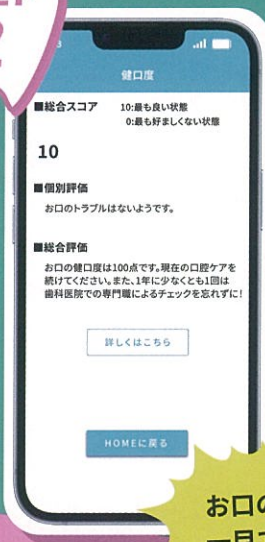 健口度
■総合スコア 10:最も良い状態
0:最も好ましくない状態
10
■個別評価
お口のトラブルはないようです。
■総合評価
お口の健口度は100点です。現在の口腔ケアを
続けてください。また、1年に少なくとも1回は
歯科医院での専門職によるチェックを忘れずに!
詳しくはこちら
HOMEに戻る
お口の